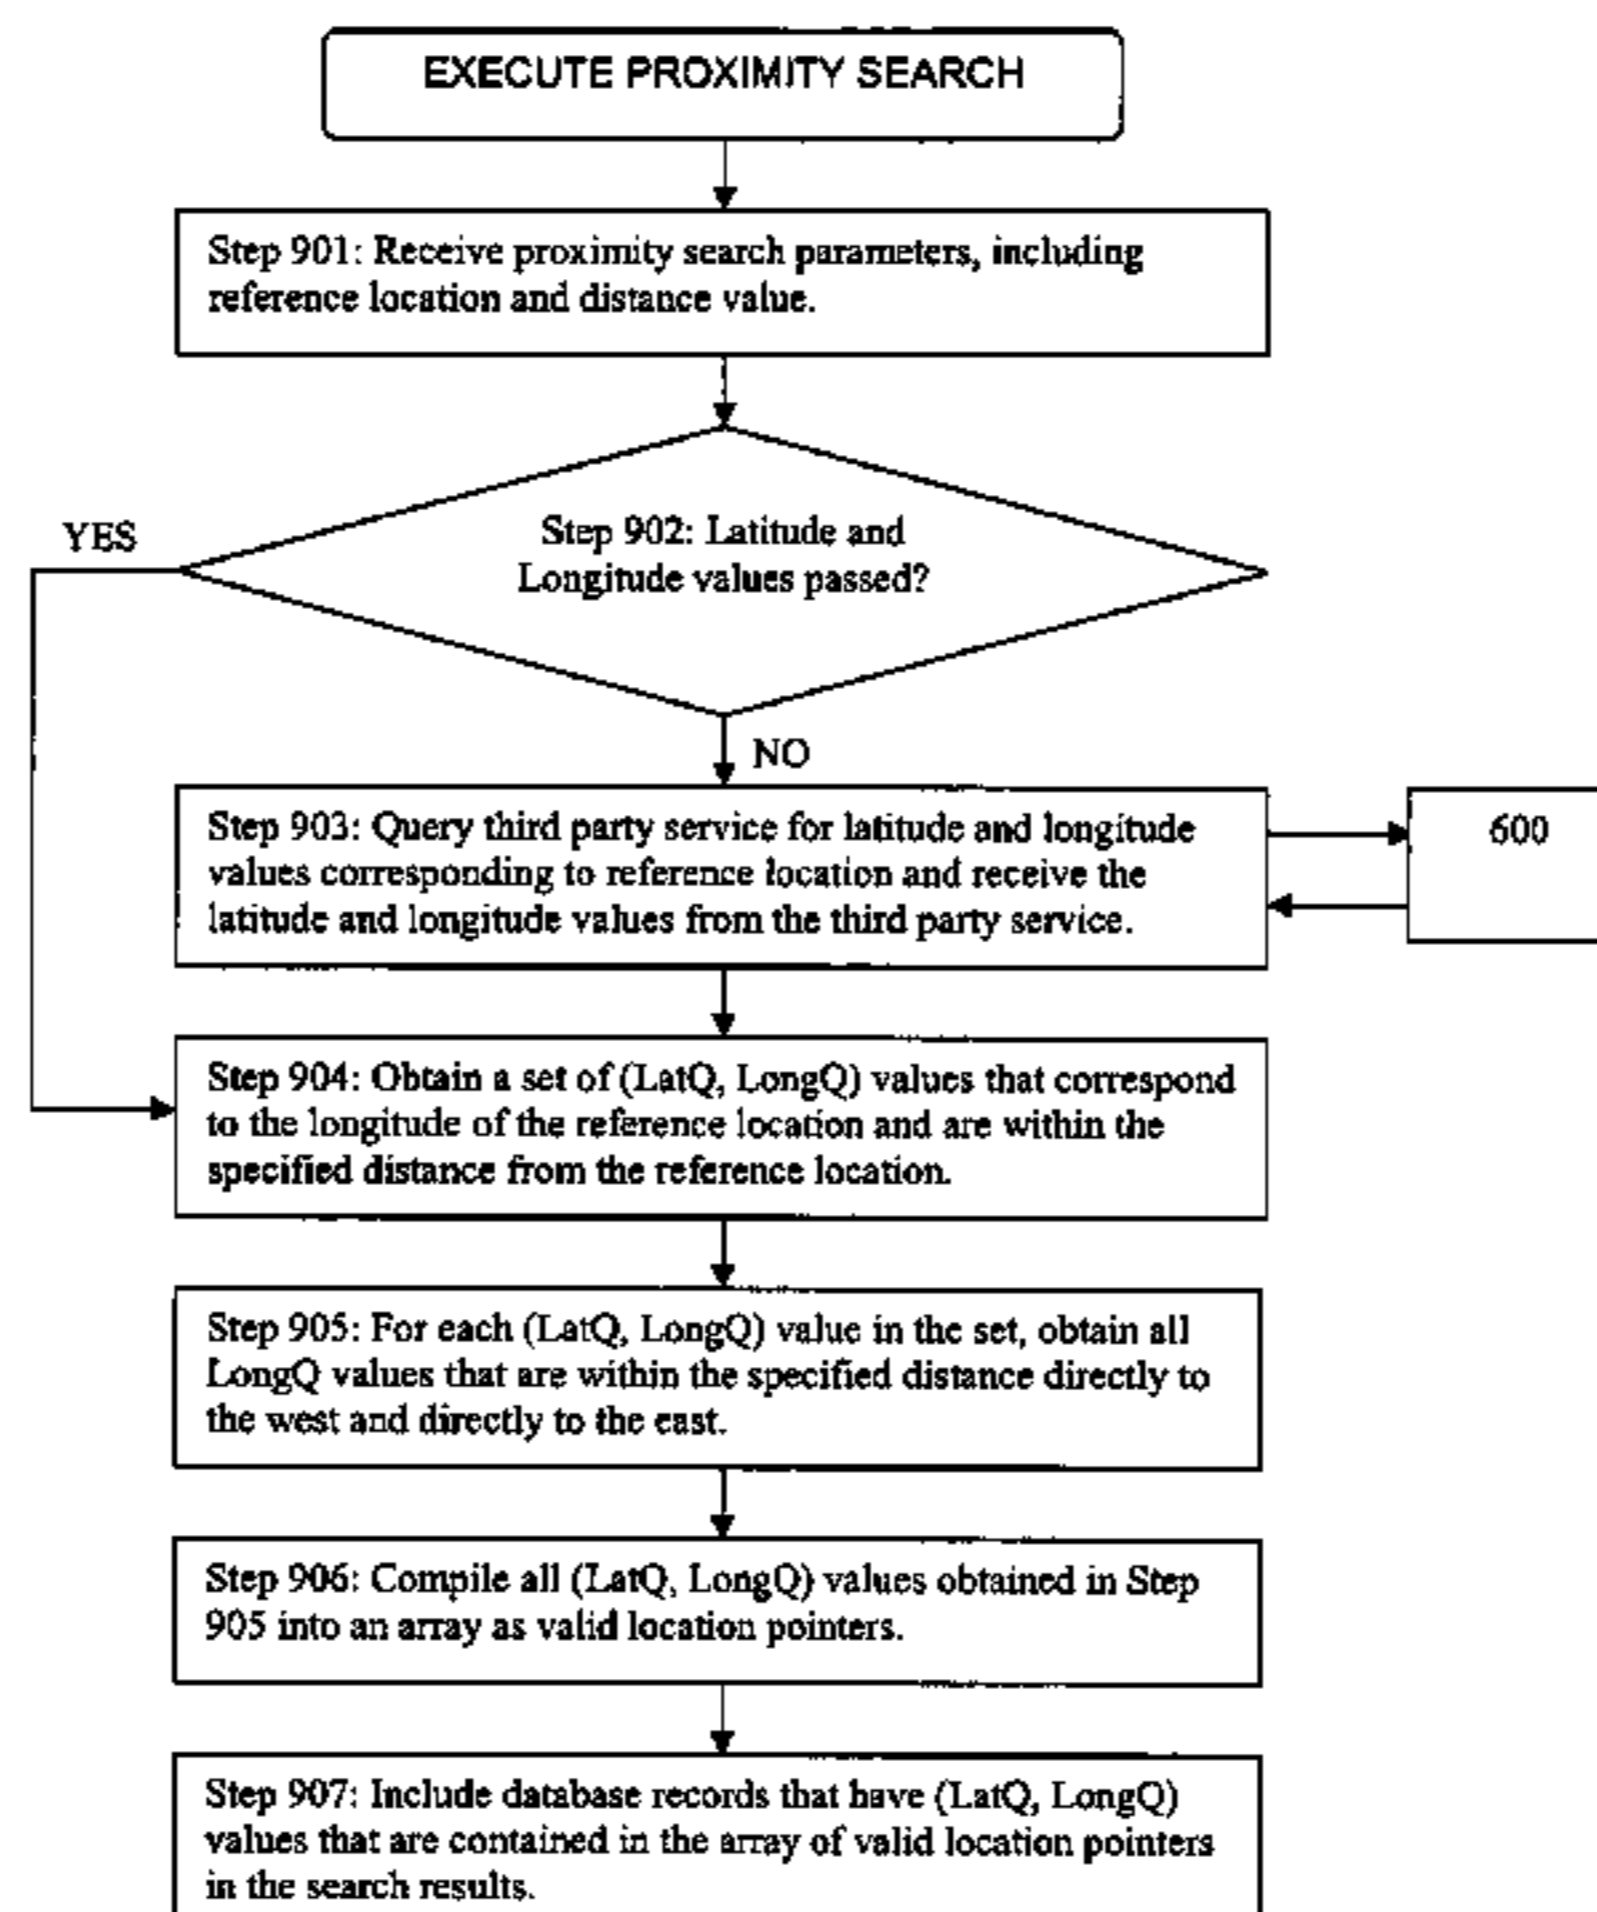 EXECUTE PROXIMITY SEARCH
Step 901: Receive proximity search parameters, including
reference location and distance value.
YES
Step 902: Latitude and
Longitude values passed?
NO
Step 903: Query third party service for latitude and longitude
values corresponding to reference location and receive the
latitude and longitude values from the third party service.
600
Step 904: Obtain a set of (LatQ, LongQ) values that correspond
to the longitude of the reference location and are within the
specified distance from the reference location.
Step 905: For each (LatQ, LongQ) value in the set, obtain all
LongQ values that are within the specified distance directly to
the west and directly to the east.
Step 906: Compile all (LatQ, LongQ) values obtained in Step
905 into an array as valid location pointers.
Step 907: Include database records that have (LatQ, LongQ)
values that are contained in the array of valid location pointers
in the search results.